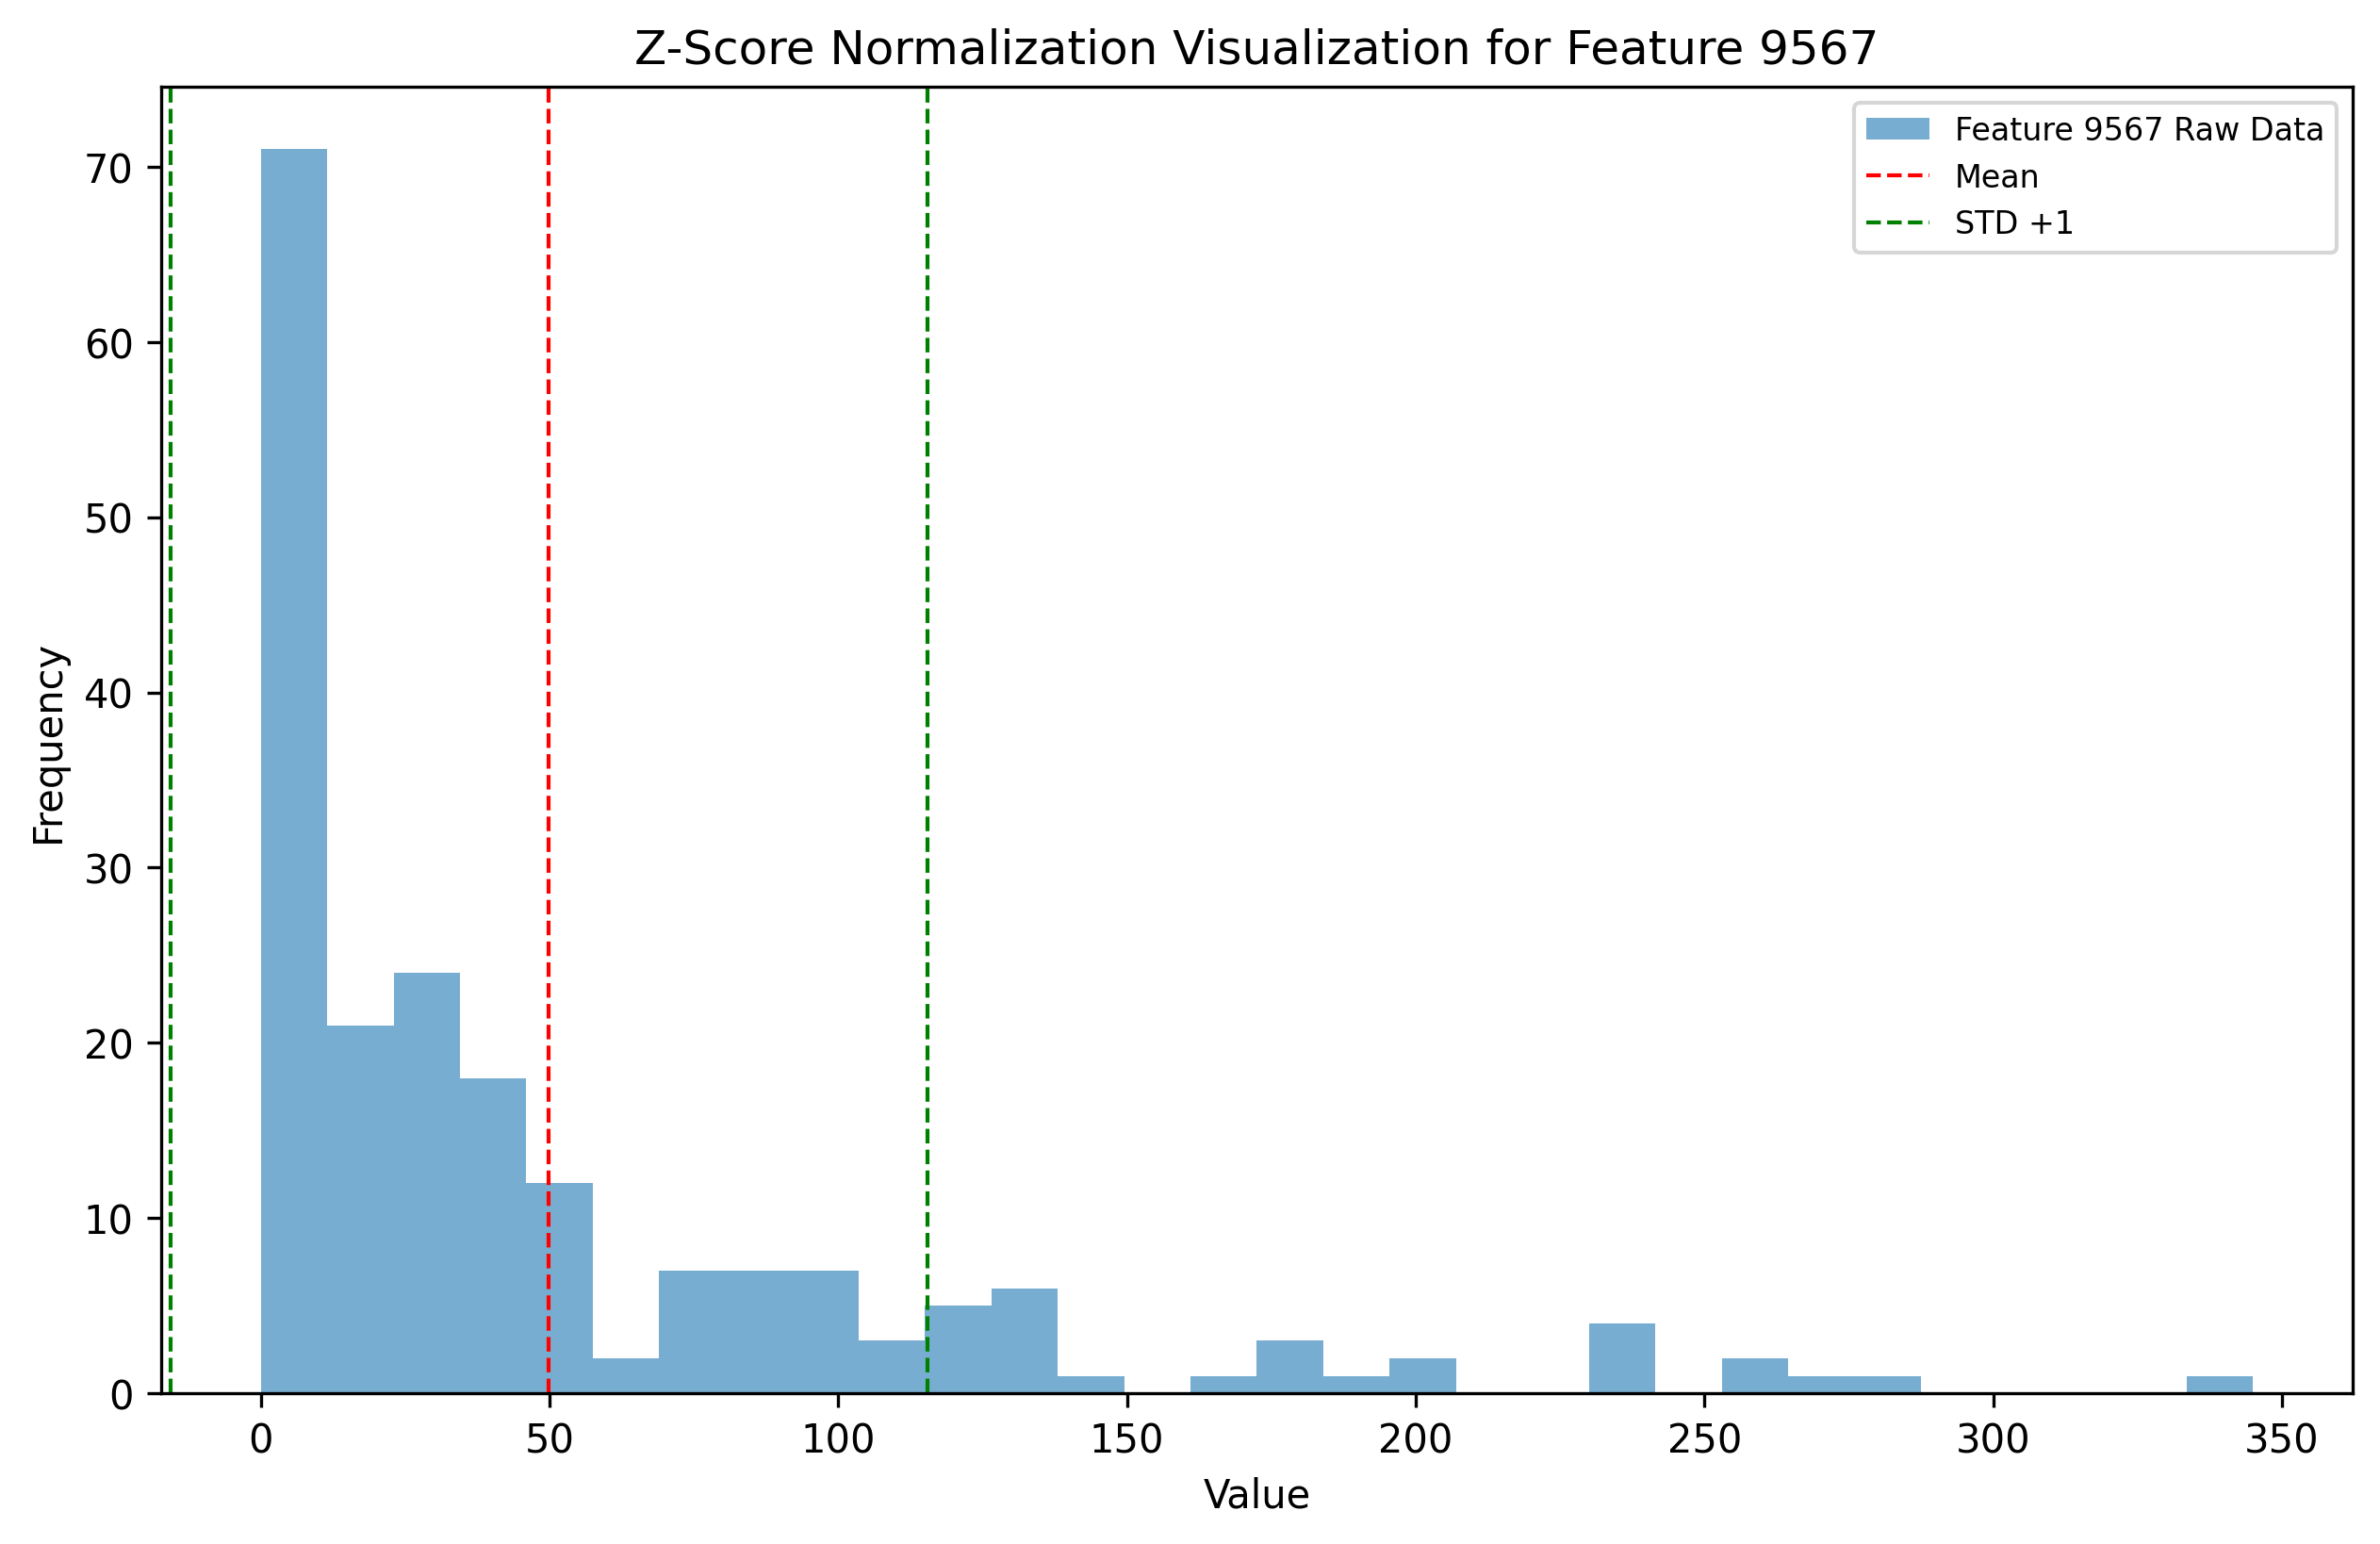 Z-Score Normalization Visualization for Feature 9567
Feature 9567 Raw Data
Mean
STD +1
70
60
50
40
30
20
10
0
Frequency
0 50 100 150 200 250 300 350
Value